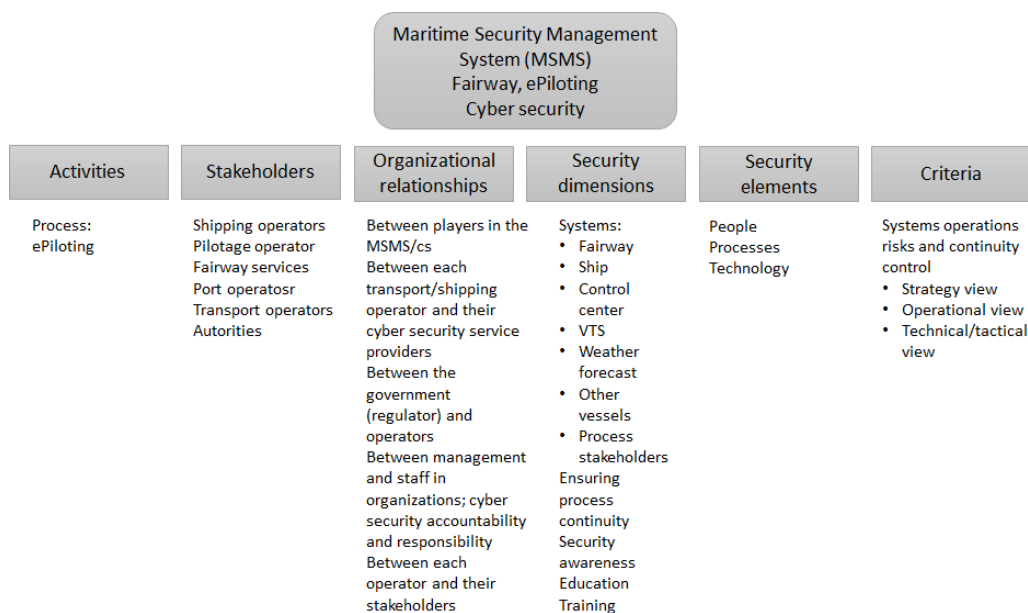 Maritime Security Management
System (MSMS)
Fairway, ePiloting
Cyber security
Activities
Process:
ePiloting
Stakeholders
Shipping operators
Pilotage operator
Fairway services
Port operatosr
Transport operators
Autorities
Organizational
relationships
Between players in the
MSMS/cs
Between each
transport/shipping
operator and their
cyber security service
providers
Between the
government
(regulator) and
operators
Between management
and staff in
organizations; cyber
security accountability
and responsibility
Between each
operator and their
stakeholders
Security
dimensions
Systems:
• Fairway
• Ship
• Control
center
• VTS
• Weather
forecast
• Other
vessels
• Process
stakeholders
Ensuring
process
continuity
Security
awareness
Education
Training
Security
elements
People
Processes
Technology
Criteria
Systems operations
risks and continuity
control
• Strategy view
• Operational view
• Technical/tactical
view